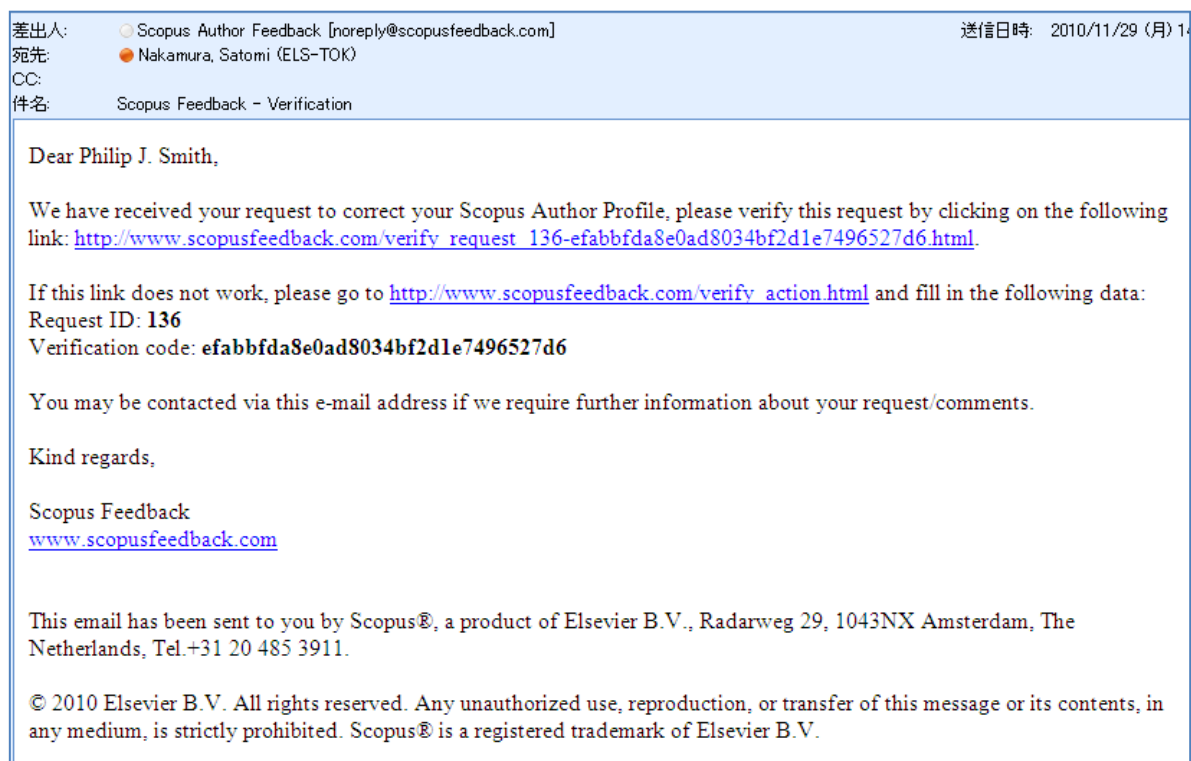 差出人: Scopus Author Feedback [noreply@scopusfeedback.com] 送信日時: 2010/11/29 (月)
宛先: Nakamura, Satomi (ELS-TOK)
CC:
件名: Scopus Feedback - Verification
Dear Philip J. Smith,
We have received your request to correct your Scopus Author Profile, please verify this request by clicking on the following
link: http://www.scopusfeedback.com/verify_request_136-efabbfda8e0ad8034bf2d1e7496527d6.html.
If this link does not work, please go to http://www.scopusfeedback.com/verify_action.html and fill in the following data:
Request ID: 136
Verification code: efabbfda8e0ad8034bf2d1e7496527d6
You may be contacted via this e-mail address if we require further information about your request/comments.
Kind regards,
Scopus Feedback
www.scopusfeedback.com
This email has been sent to you by Scopus®, a product of Elsevier B.V., Radarweg 29, 1043NX Amsterdam, The
Netherlands, Tel.+31 20 485 3911.
© 2010 Elsevier B.V. All rights reserved. Any unauthorized use, reproduction, or transfer of this message or its contents, in
any medium, is strictly prohibited. Scopus® is a registered trademark of Elsevier B.V.